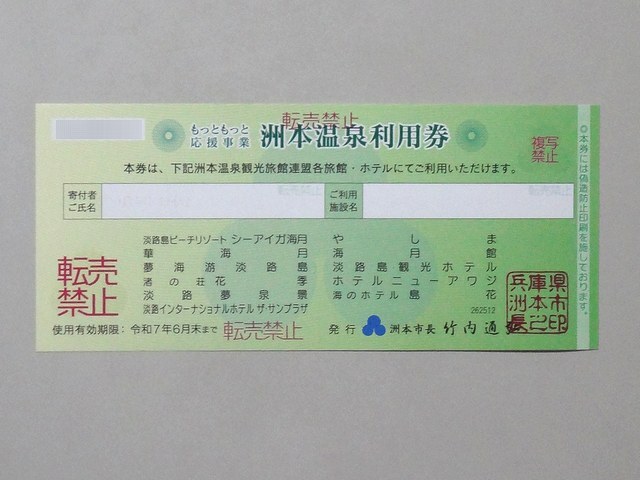 もっともっと
応援事業
洲本温泉利用券
転売禁止
複写
禁止
本券は、下記洲本温泉観光旅館連盟各旅館・ホテルにてご利用いただけます。
寄付者
ご氏名
ご利用
施設名
淡路島ビーチリゾート シーアイガ海月
やしま
華海月
海月館
夢海游淡路島
淡路島観光ホテル
渚の荘花季
ホテルニューアワジ
淡路夢泉景
海のホテル島花
淡路インターナショナルホテル ザ・サンプラザ
262512
転売
禁止
使用有効期限:令和7年6月末まで
転売禁止
発行
洲本市長 竹内通
兵庫県
洲本市
長之印
◎本券には偽造防止印刷を施しております。